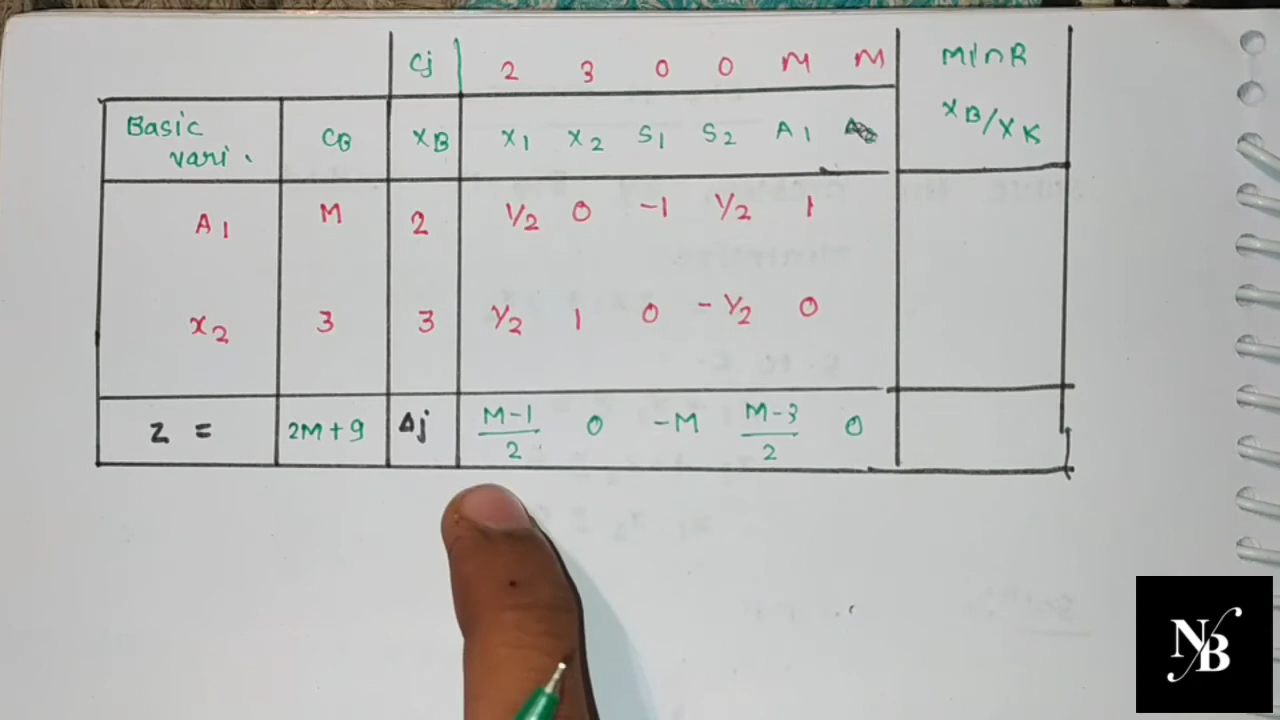 Cj 2 3 0 0 M M Min R
Basic vari. CB XB x1 x2 S1 S2 A1 XB/XK
A1 M 2 1/2 0 -1 1/2 1
x2 3 3 1/2 1 0 -1/2 0
Z = 2M+9 Δj M-1/2 0 -M M-3/2 0
NB